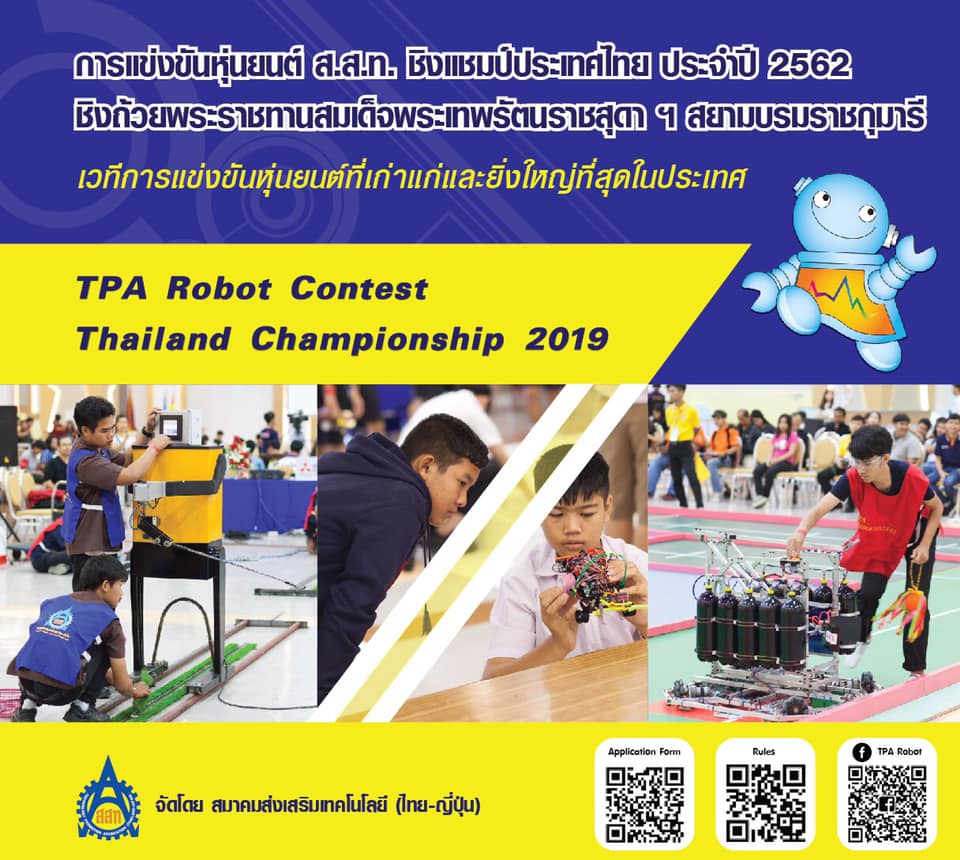 การแข่งขันหุ่นยนต์ ส.ส.ท. ชิงแชมป์ประเทศไทย ประจำปี 2562
ชิงถ้วยพระราชทานสมเด็จพระเทพรัตนราชสุดา ฯ สยามบรมราชกุมารี
เวทีการแข่งขันหุ่นยนต์ที่เก่าแก่และยิ่งใหญ่ที่สุดในประเทศ
TPA Robot Contest
Thailand Championship 2019
Application Form
Rules
TPA Robot
สสท
จัดโดย สมาคมส่งเสริมเทคโนโลยี (ไทย-ญี่ปุ่น)